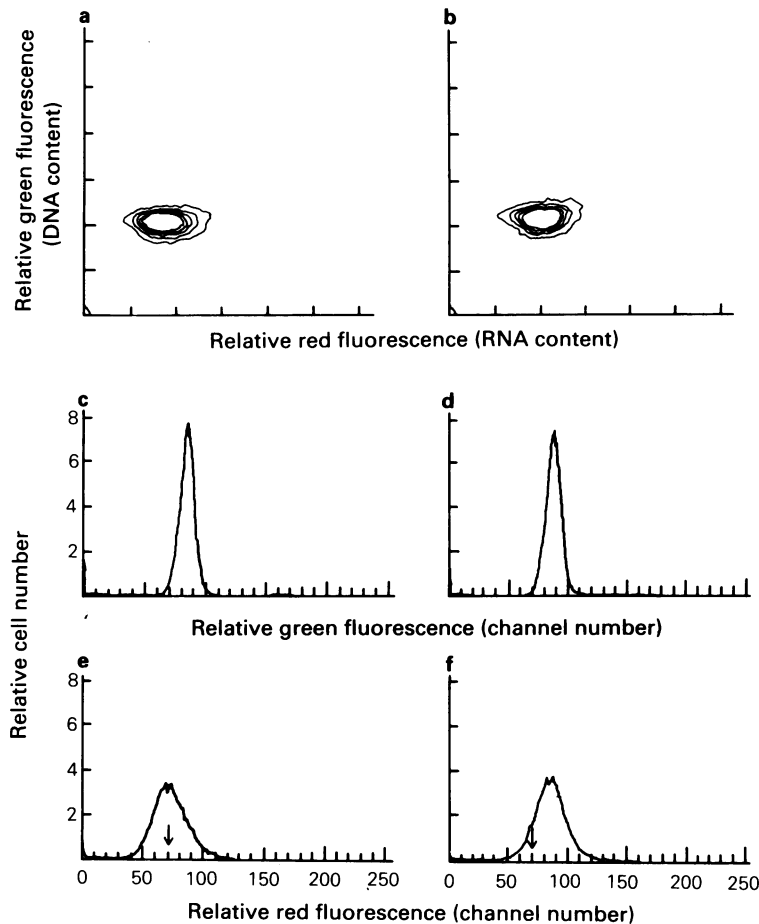 a
b
Relative green fluorescence
(DNA content)
Relative red fluorescence (RNA content)
c
d
8
6
4
2
Relative cell number
Relative green fluorescence (channel number)
e
f
8
6
4
2
0 50 100 150 200 250
0 50 100 150 200 250
Relative red fluorescence (channel number)